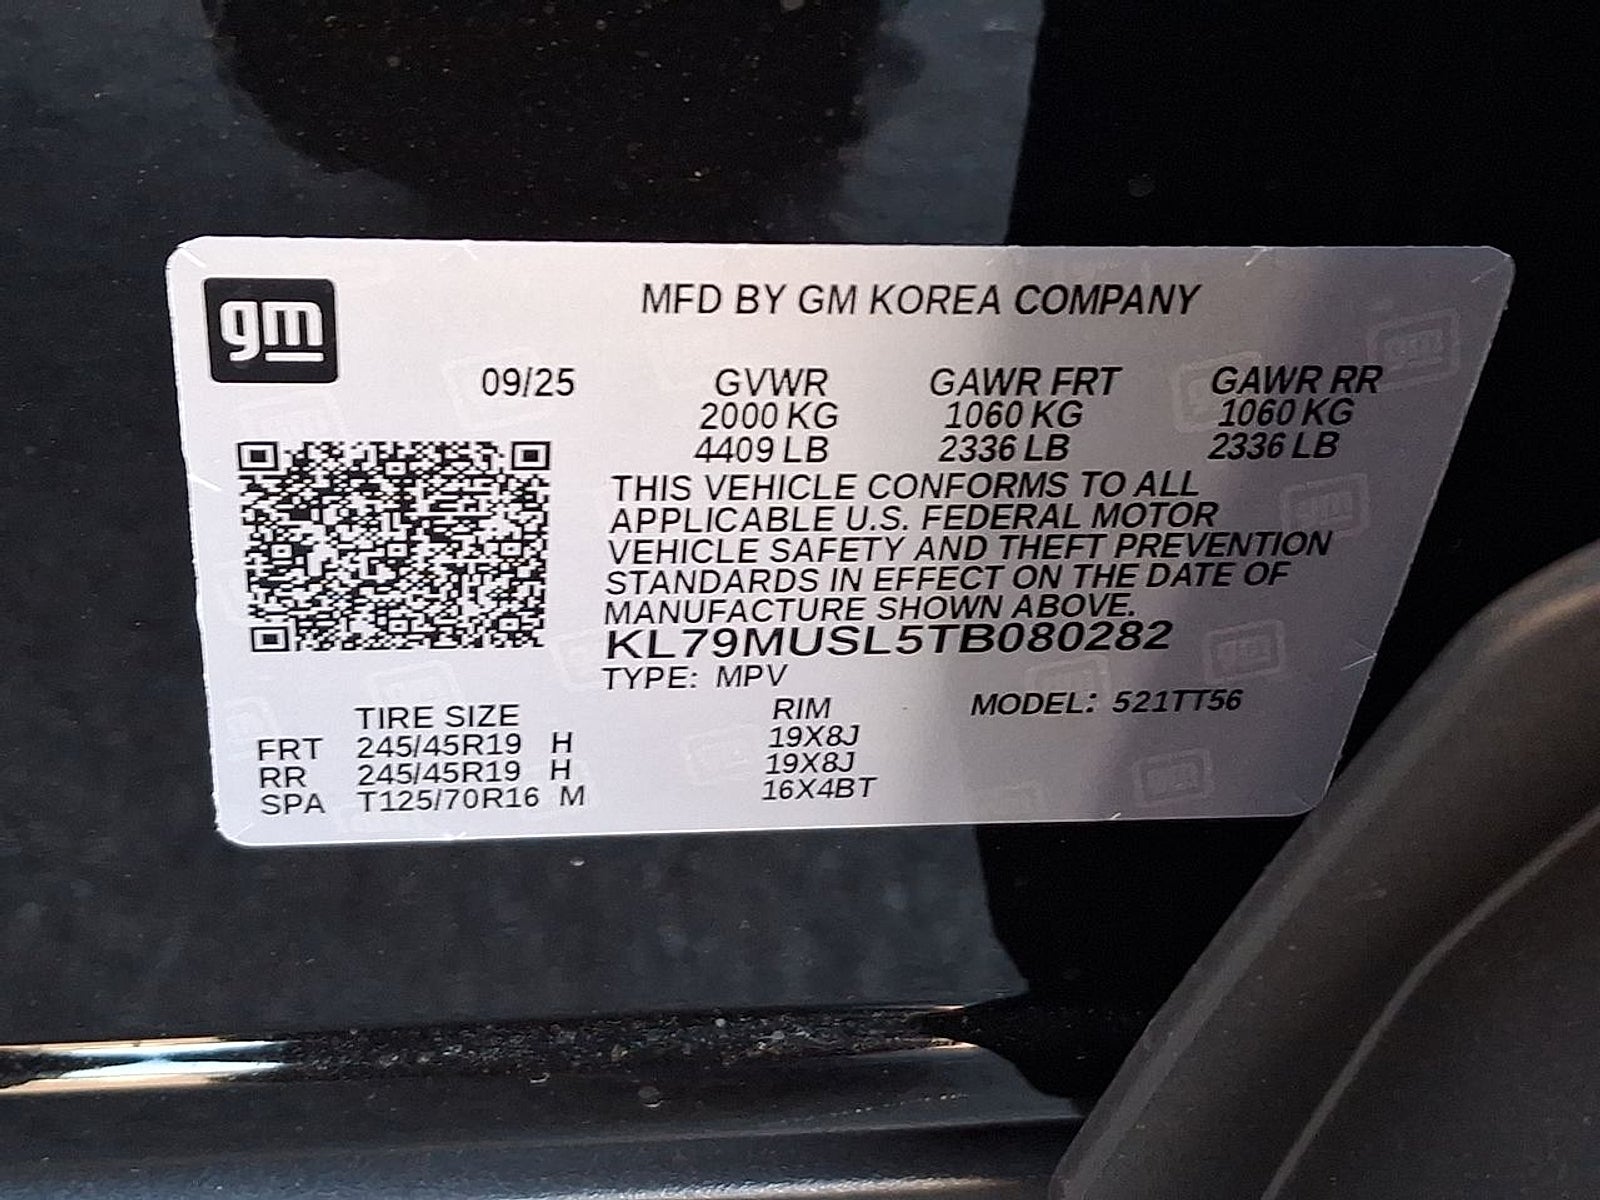 gm
MFD BY GM KOREA COMPANY
09/25 GVWR GAWR FRT GAWR RR
2000 KG 1060 KG 1060 KG
4409 LB 2336 LB 2336 LB
THIS VEHICLE CONFORMS TO ALL
APPLICABLE U.S. FEDERAL MOTOR
VEHICLE SAFETY AND THEFT PREVENTION
STANDARDS IN EFFECT ON THE DATE OF
MANUFACTURE SHOWN ABOVE.
KL79MUSL5TB080282
TYPE: MPV
MODEL: 521TT56
TIRE SIZE RIM
FRT 245/45R19 H 19X8J
RR 245/45R19 H 19X8J
SPA T125/70R16 M 16X4BT